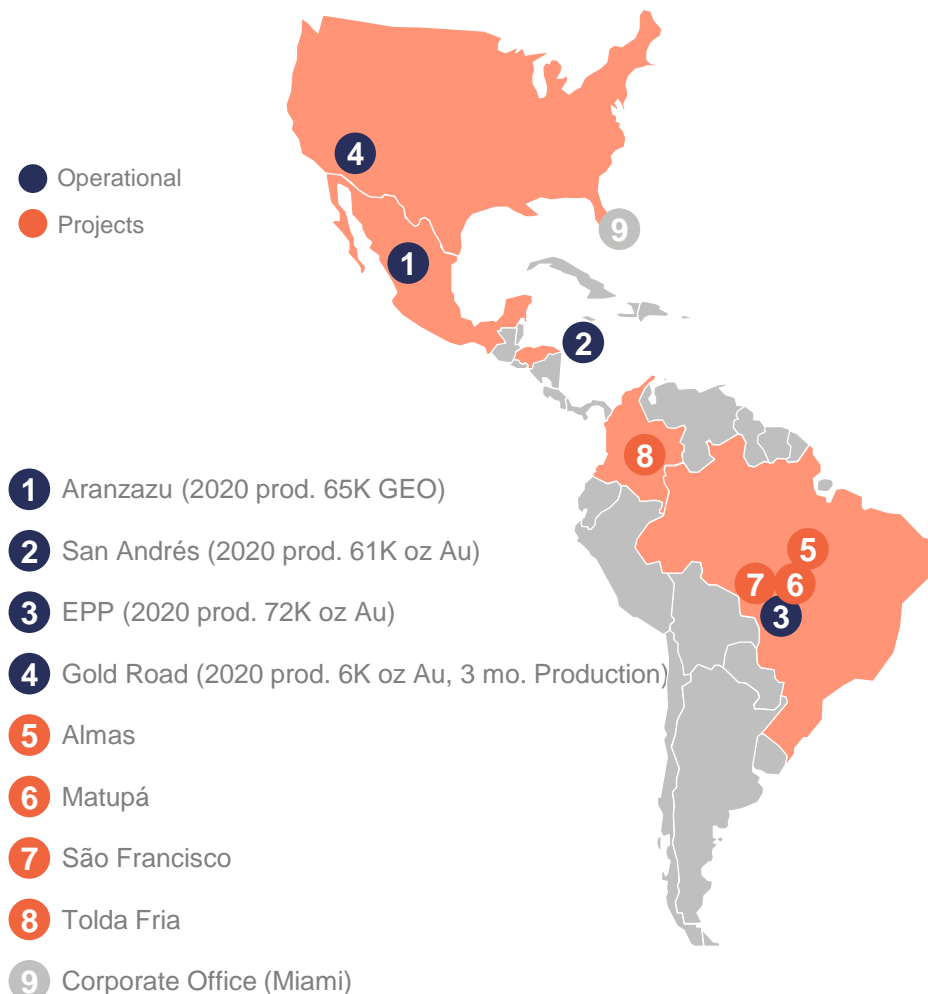 4
Operational
Projects
9
1
2
8
5
7
6
3
1 Aranzazu (2020 prod. 65K GEO)
2 San Andrés (2020 prod. 61K oz Au)
3 EPP (2020 prod. 72K oz Au)
4 Gold Road (2020 prod. 6K oz Au, 3 mo. Production)
5 Almas
6 Matupá
7 São Francisco
8 Tolda Fria
9 Corporate Office (Miami)